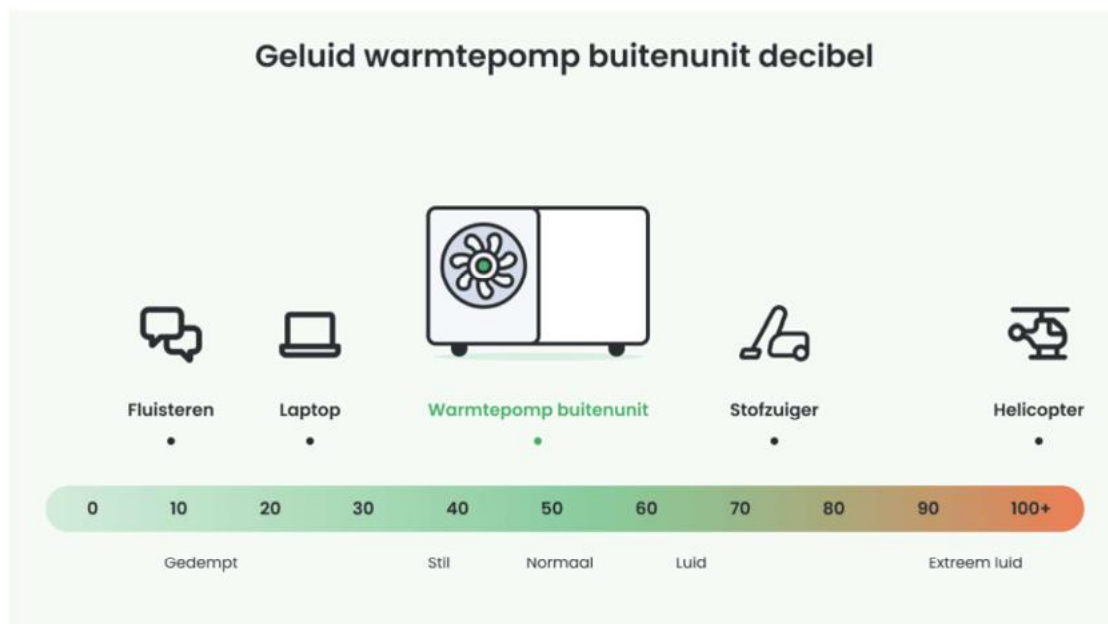 Geluid warmtepomp buitenunit decibel
Fluisteren Laptop Warmtepomp buitenunit Stofzuiger Helicopter
0 10 20 30 40 50 60 70 80 90 100+
Gedempt Stil Normaal Luid Extreem luid